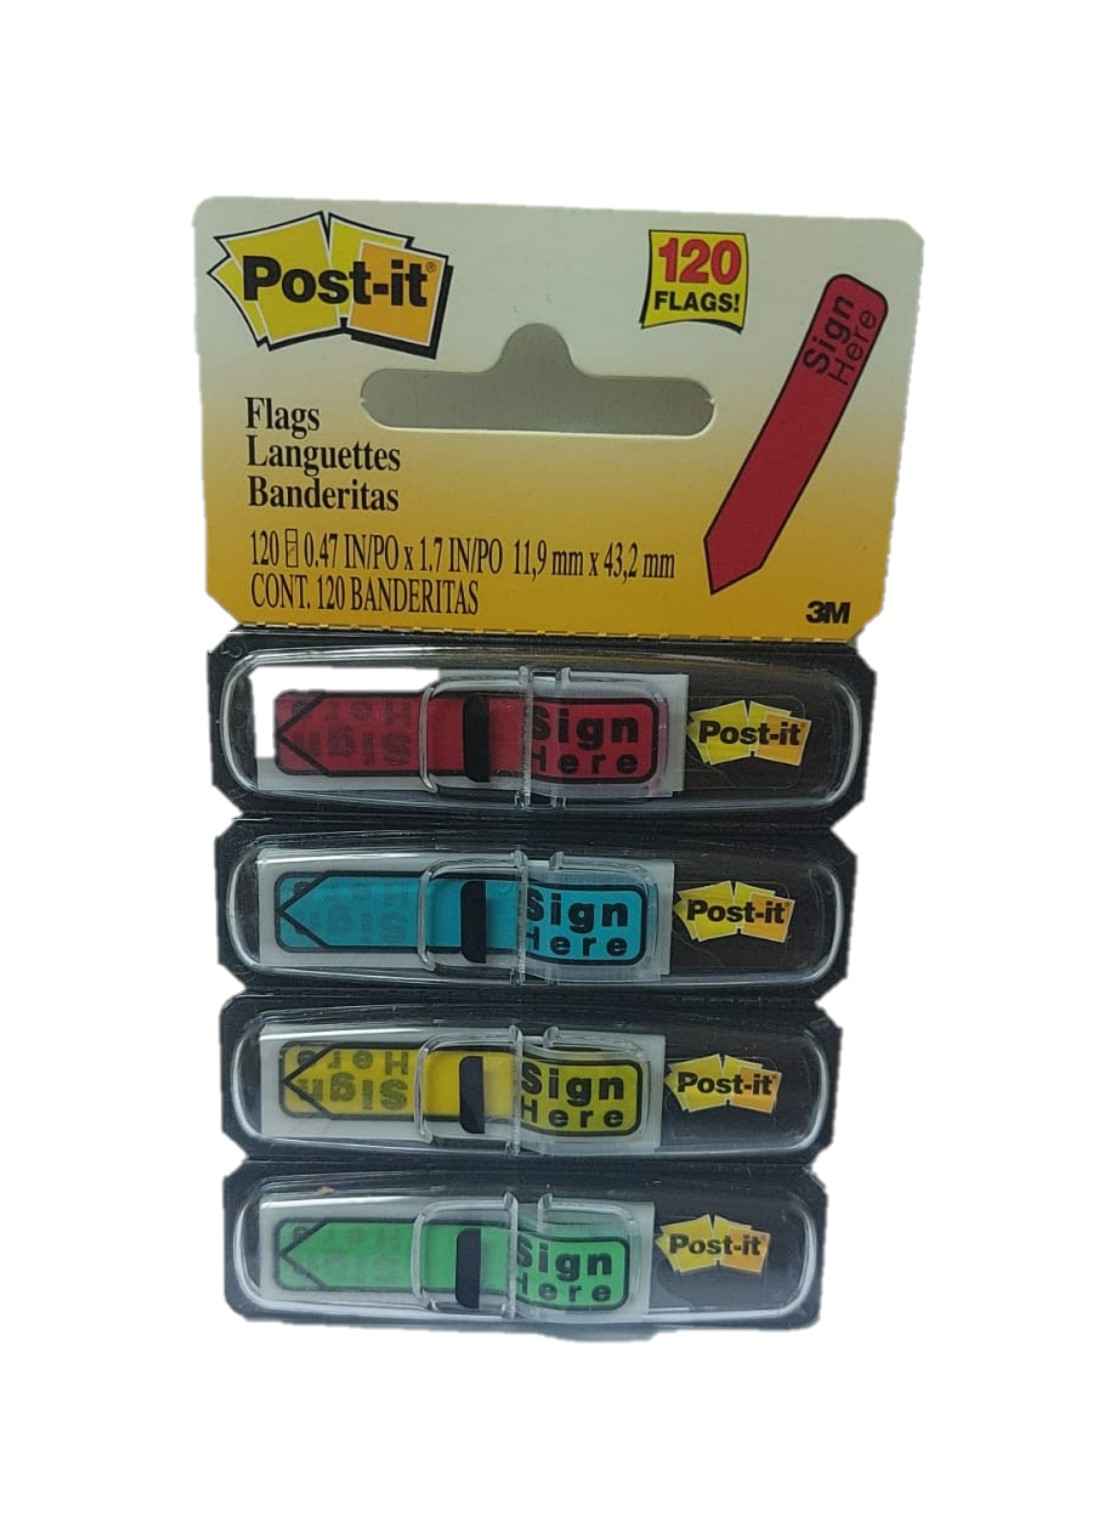 Post-it®
120
FLAGS!
Sign
Here
Flags
Languettes
Banderitas
120 0.47 IN/PO x 1.7 IN/PO 11,9 mm x 43,2 mm
CONT. 120 BANDERITAS
3M
Sign
Here
Post-it®
Sign
Here
Post-it®
Sign
Here
Post-it®
Sign
Here
Post-it®